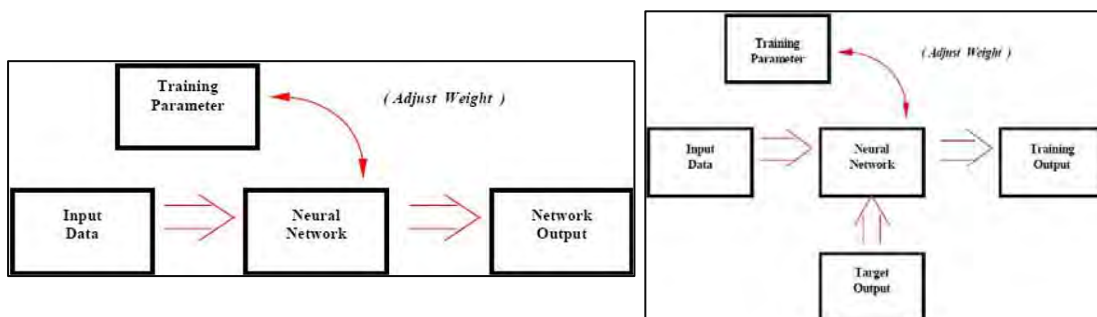 Training
Parameter
( Adjust Weight )
Input
Data
Neural
Network
Network
Output
Training
Parameter
( Adjust Weight )
Input
Data
Neural
Network
Training
Output
Target
Output